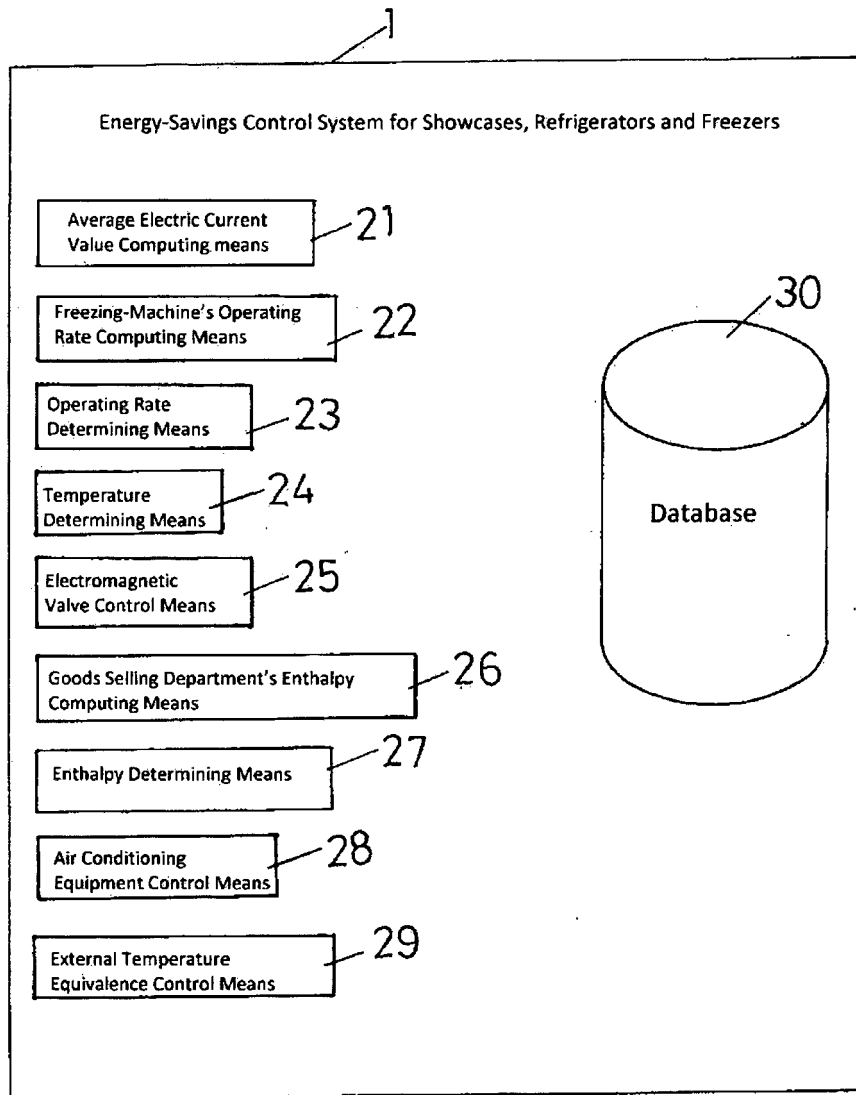 1
Energy-Savings Control System for Showcases, Refrigerators and Freezers
Average Electric Current
Value Computing means
21
Freezing-Machine's Operating
Rate Computing Means
22
Operating Rate
Determining Means
23
Temperature
Determining Means
24
Electromagnetic
Valve Control Means
25
Goods Selling Department's Enthalpy
Computing Means
26
Enthalpy Determining Means
27
Air Conditioning
Equipment Control Means
28
External Temperature
Equivalence Control Means
29
30
Database